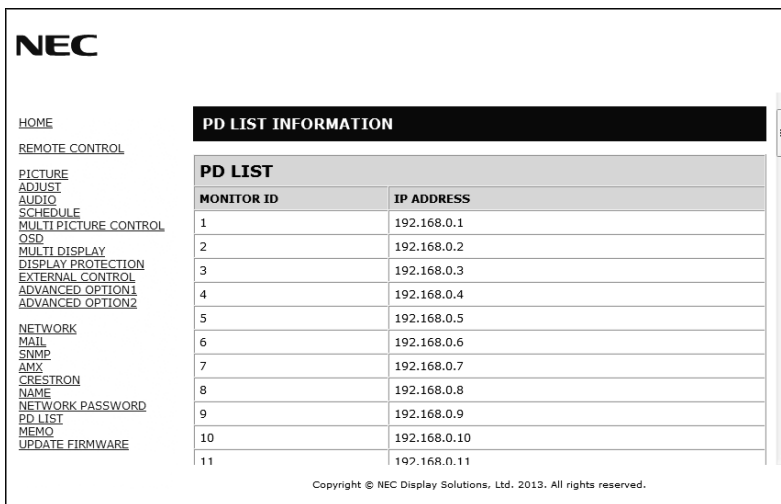 NEC
HOME
REMOTE CONTROL
PICTURE
ADJUST
AUDIO
SCHEDULE
MULTI PICTURE CONTROL
OSD
MULTI DISPLAY
DISPLAY PROTECTION
EXTERNAL CONTROL
ADVANCED OPTION1
ADVANCED OPTION2
NETWORK
MAIL
SNMP
AMX
CRESTRON
NAME
NETWORK PASSWORD
PD LIST
MEMO
UPDATE FIRMWARE
PD LIST INFORMATION
PD LIST
MONITOR ID IP ADDRESS
1 192.168.0.1
2 192.168.0.2
3 192.168.0.3
4 192.168.0.4
5 192.168.0.5
6 192.168.0.6
7 192.168.0.7
8 192.168.0.8
9 192.168.0.9
10 192.168.0.10
11 192.168.0.11
Copyright © NEC Display Solutions, Ltd. 2013. All rights reserved.